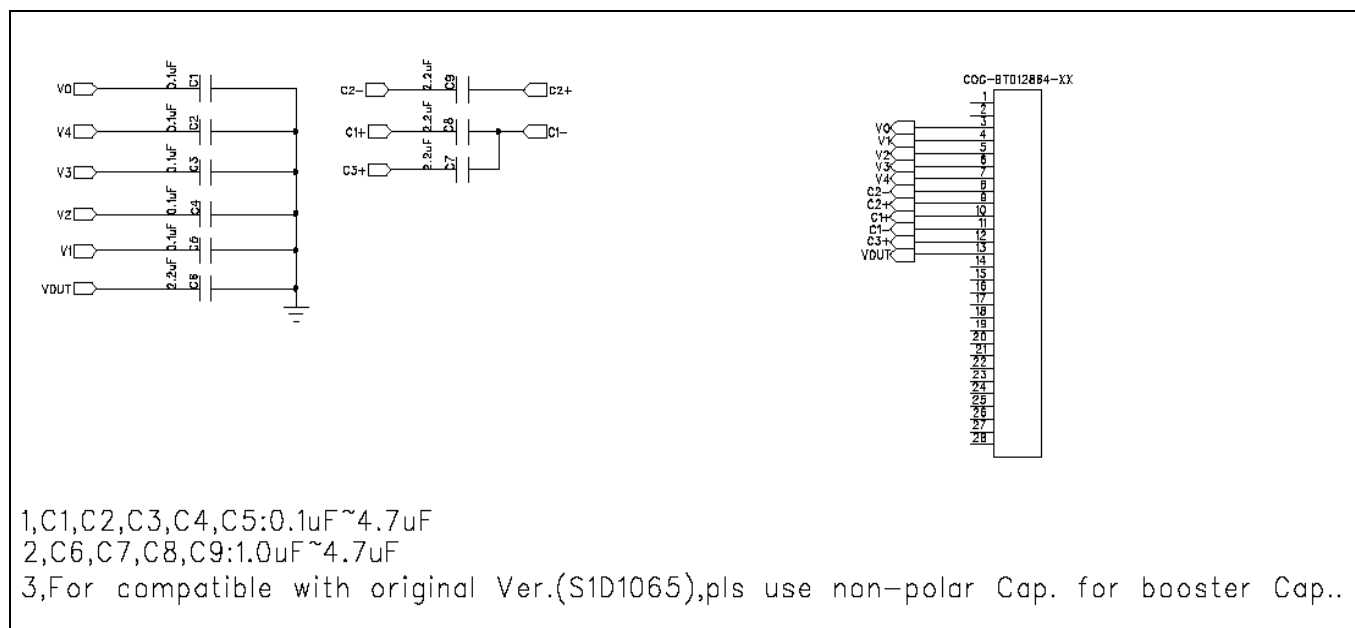 V0 0.1uF C1
V4 0.1uF C2
V3 0.1uF C3
V2 0.1uF C4
V1 0.1uF C5
VOUT 2.2uF C6
C2- 2.2uF C9 C2+
C1+ 2.2uF C8 C1-
C3+ 2.2uF C7
COG-BTD12864-XX
1
2
V0 3
V1 4
V2 5
V3 6
V4 7
C2- 8
C2+ 9
C1+ 10
C1- 11
C3+ 12
VOUT 13
14
15
16
17
18
19
20
21
22
23
24
25
26
27
28
1,C1,C2,C3,C4,C5:0.1uF~4.7uF
2,C6,C7,C8,C9:1.0uF~4.7uF
3,For compatible with original Ver.(S1D1065),pls use non-polar Cap. for booster Cap..